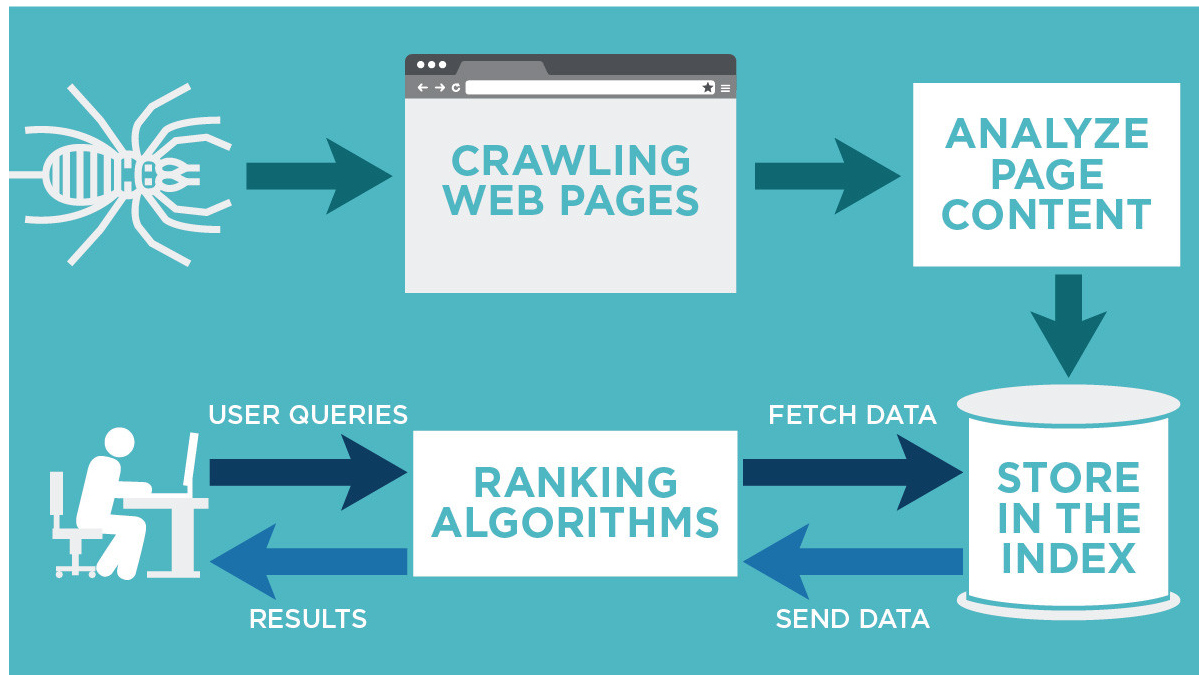 CRAWLING
WEB PAGES
ANALYZE
PAGE
CONTENT
USER QUERIES
FETCH DATA
RANKING
ALGORITHMS
STORE
IN THE
INDEX
RESULTS
SEND DATA